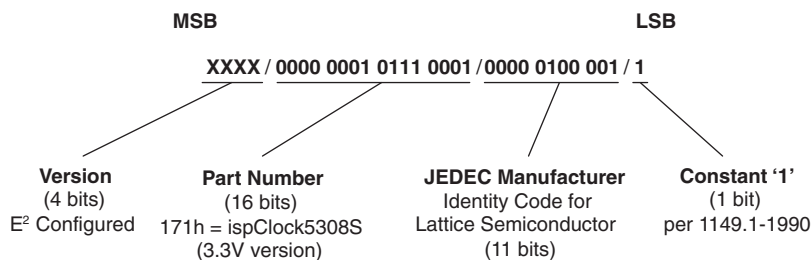 MSB LSB
XXXX / 0000 0001 0111 0001 / 0000 0100 001 / 1
Version
(4 bits)
E² Configured
Part Number
(16 bits)
171h = ispClock5308S
(3.3V version)
JEDEC Manufacturer
Identity Code for
Lattice Semiconductor
(11 bits)
Constant ‘1’
(1 bit)
per 1149.1-1990